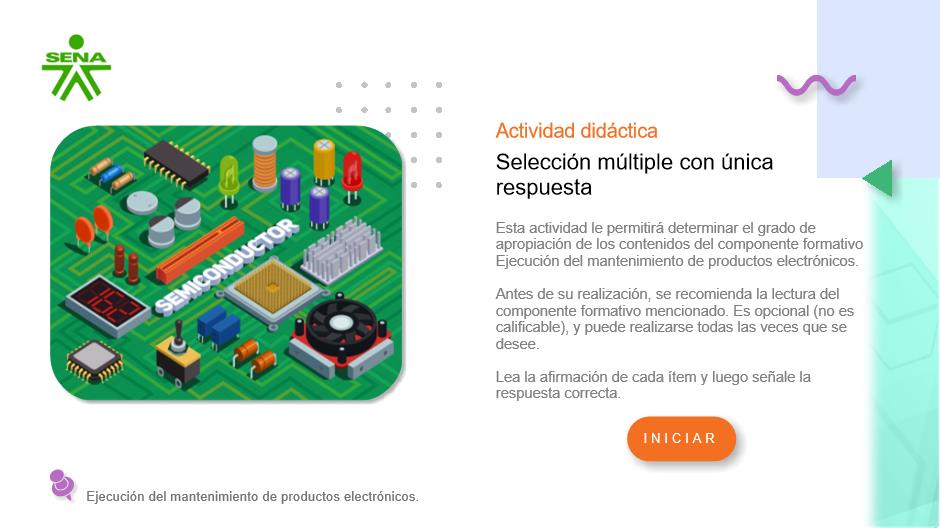 SENA
Actividad didáctica
Selección múltiple con única
respuesta
Esta actividad le permitirá determinar el grado de
apropiación de los contenidos del componente formativo
Ejecución del mantenimiento de productos electrónicos.
Antes de su realización, se recomienda la lectura del
componente formativo mencionado. Es opcional (no es
calificable), y puede realizarse todas las veces que se
desee.
Lea la afirmación de cada ítem y luego señale la
respuesta correcta.
INICIAR
SEMICONDUCTOR
Ejecución del mantenimiento de productos electrónicos.